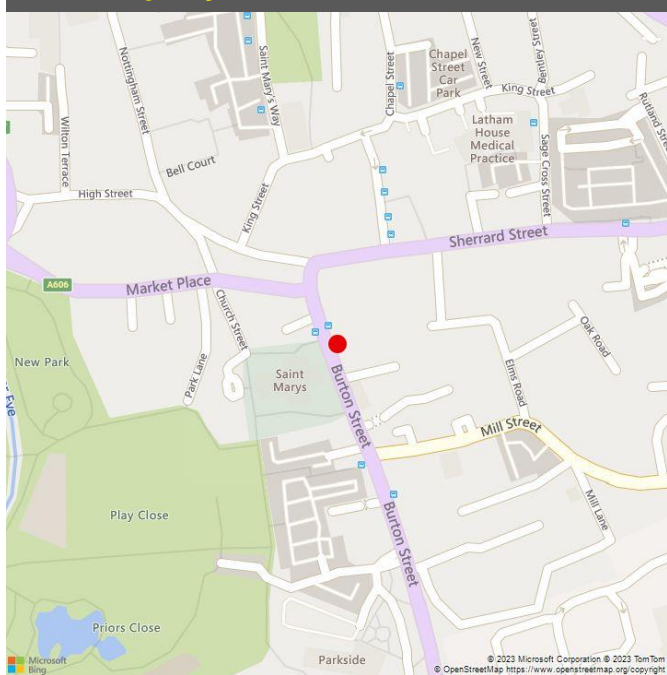 Nottingham Street
Saint Mary's Way
Chapel Street
Chapel
Street
Car
Park
New Street
Bentley Street
King Street
Rutland Street
Wilton Terrace
Bell Court
Latham
House
Medical
Practice
Sage Cross Street
High Street
King Street
Sherrard Street
A606
Market Place
Church Street
Park Lane
New Park
Saint
Marys
Burton Street
Elms Road
Oak Road
Mill Street
Play Close
Burton Street
Mill Lane
Priors Close
Parkside
Microsoft
Bing
© 2023 Microsoft Corporation © 2023 TomTom
© OpenStreetMap https://www.openstreetmap.org/copyright